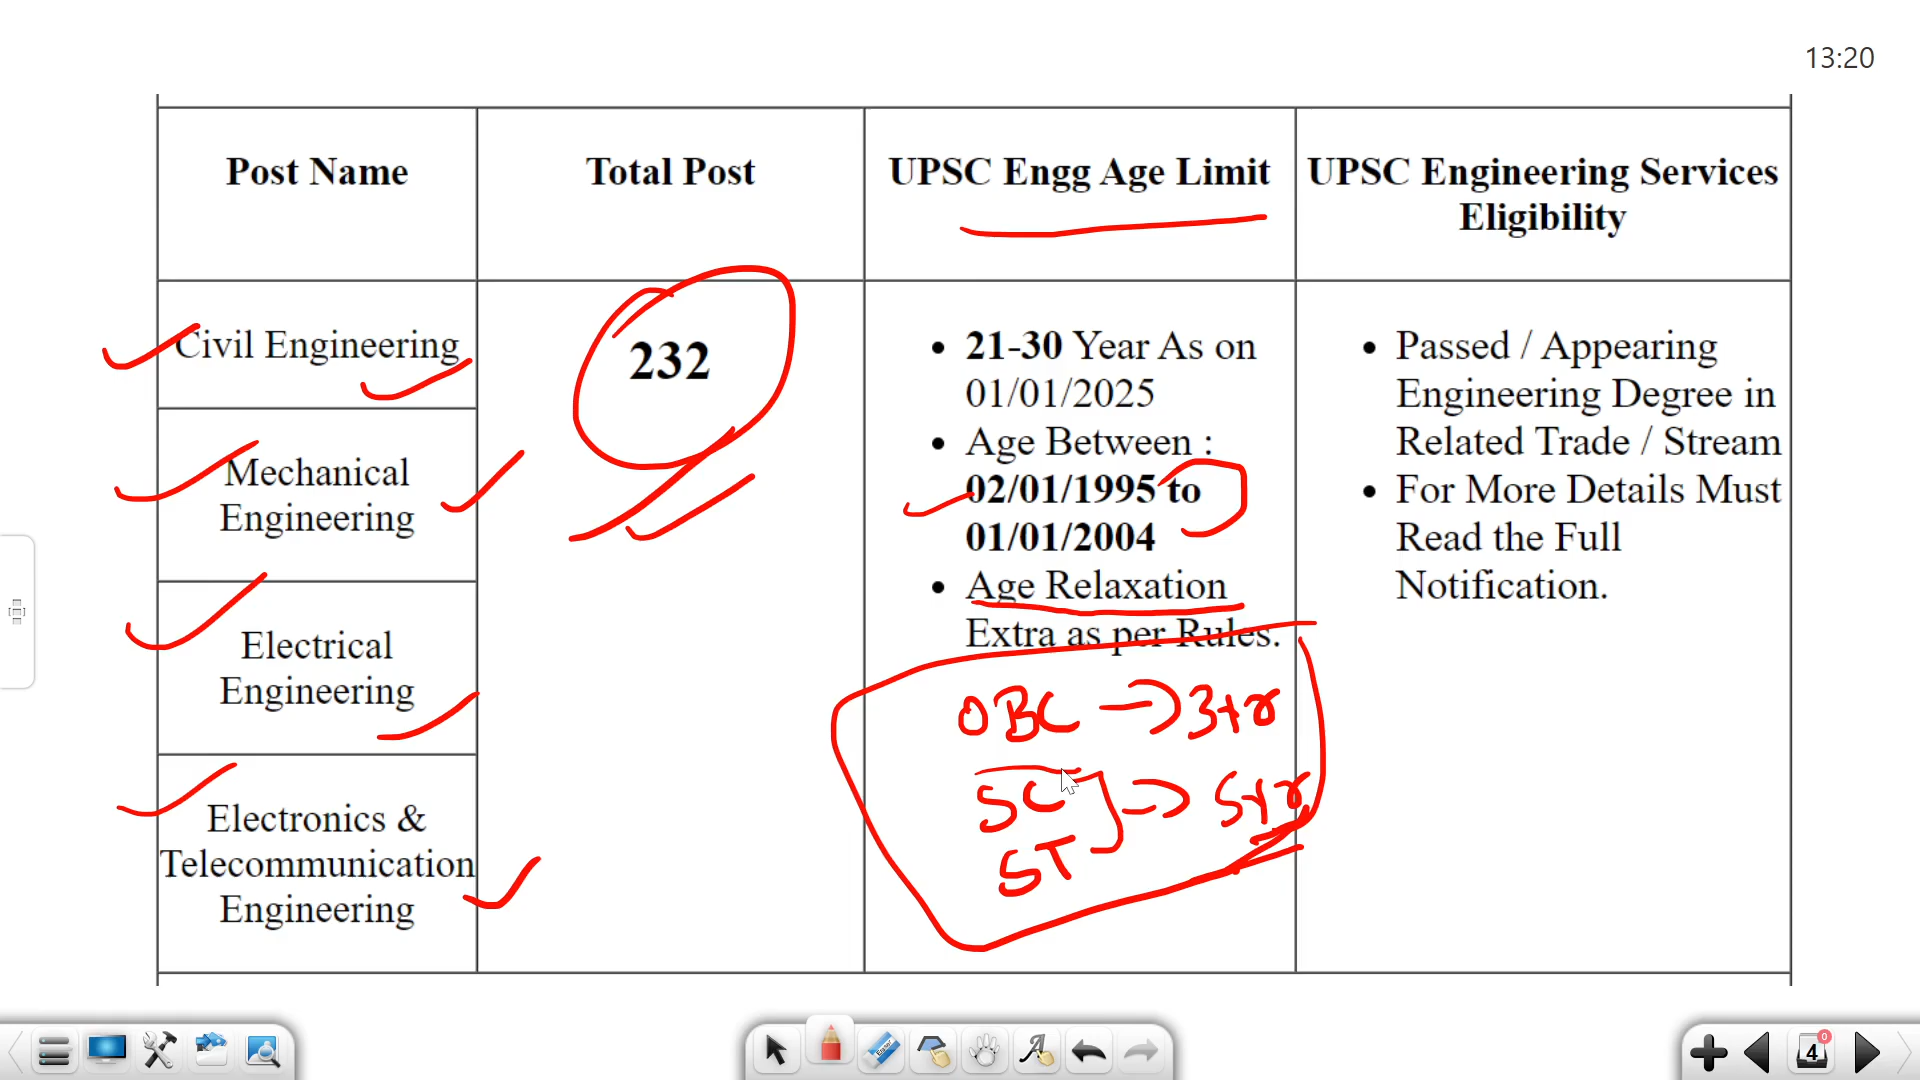 13:20
Post Name
Total Post
UPSC Engg Age Limit
UPSC Engineering Services
Eligibility
Civil Engineering
Mechanical
Engineering
Electrical
Engineering
Electronics &
Telecommunication
Engineering
232
• 21-30 Year As on
01/01/2025
• Age Between :
02/01/1995 to
01/01/2004
• Age Relaxation
Extra as per Rules.
OBC → 3yr
SC
ST → 5yr
• Passed / Appearing
Engineering Degree in
Related Trade / Stream
• For More Details Must
Read the Full
Notification.
4
0